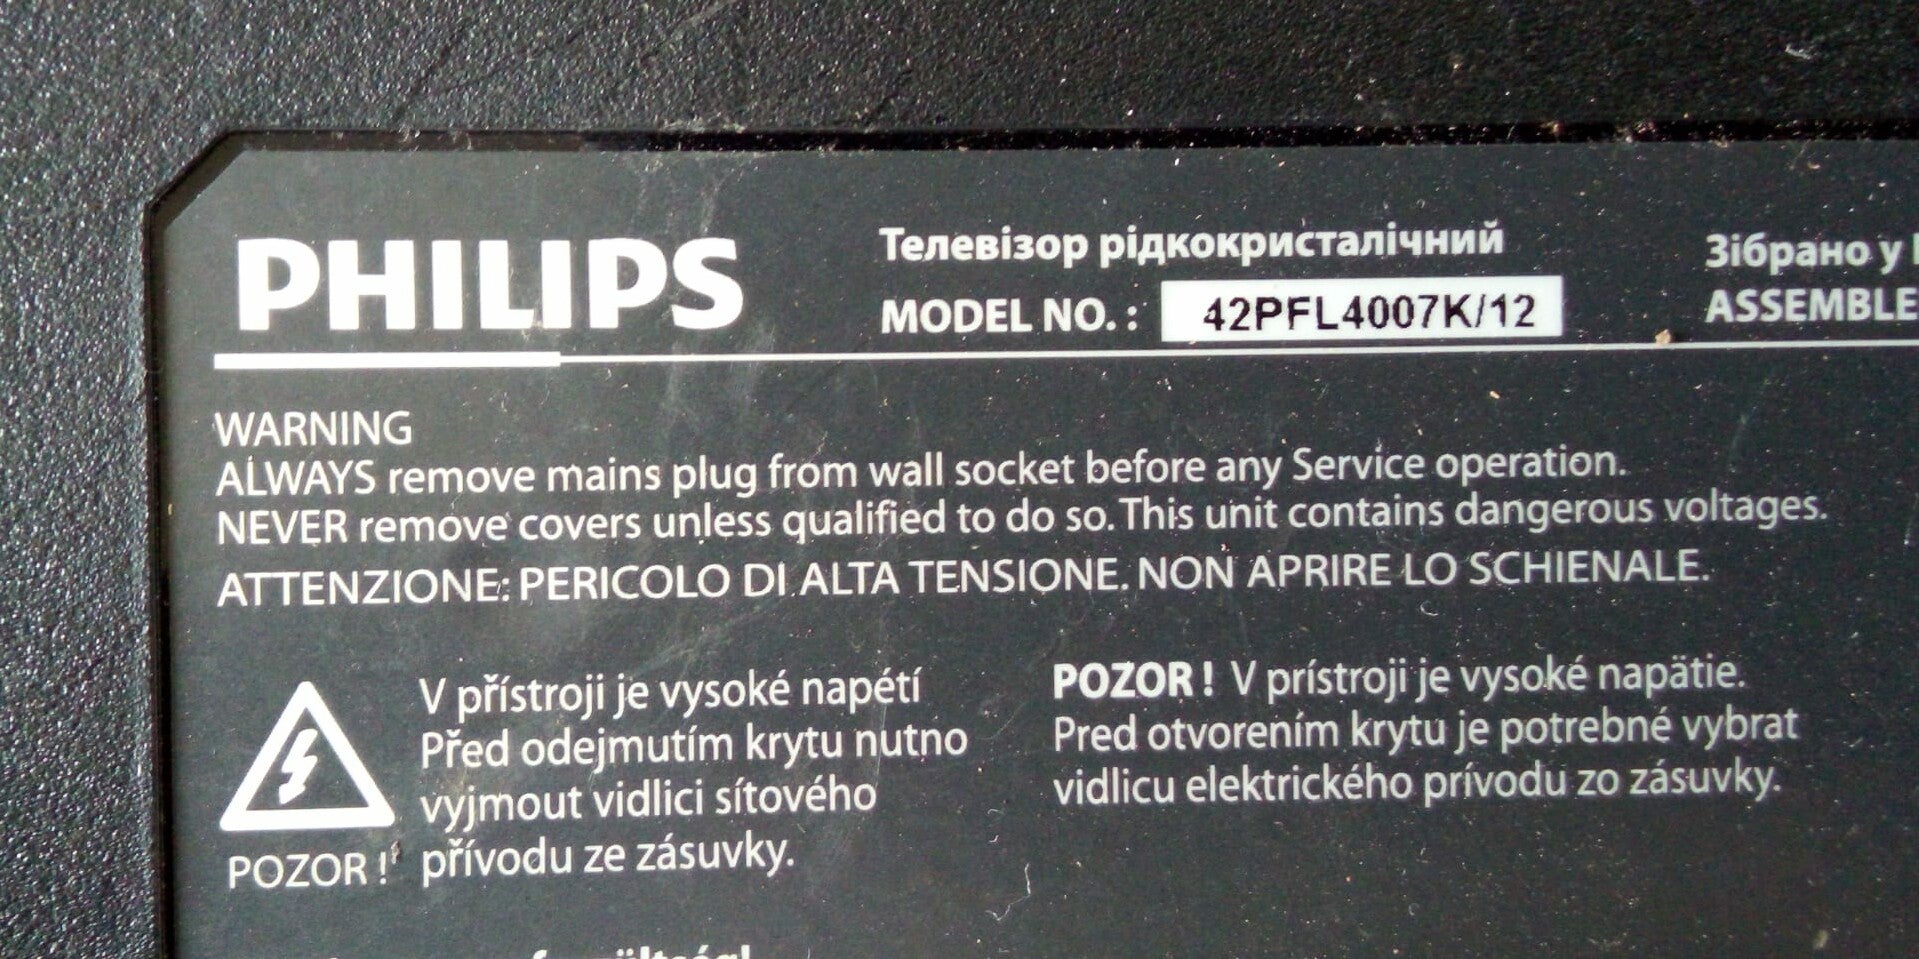 PHILIPS
Телевізор рідкокристалічний
MODEL NO. : 42PFL4007K/12
Зібрано у
ASSEMBLE
WARNING
ALWAYS remove mains plug from wall socket before any Service operation.
NEVER remove covers unless qualified to do so. This unit contains dangerous voltages.
ATTENZIONE: PERICOLO DI ALTA TENSIONE. NON APRIRE LO SCHIENALE.
V přístroji je vysoké napétí
Před odejmutím krytu nutno
vyjmout vidlici sítového
přívodu ze zásuvky.
POZOR !
POZOR ! V prístroji je vysoké napätie.
Pred otvorením krytu je potrebné vybrat
vidlicu elektrického prívodu zo zásuvky.